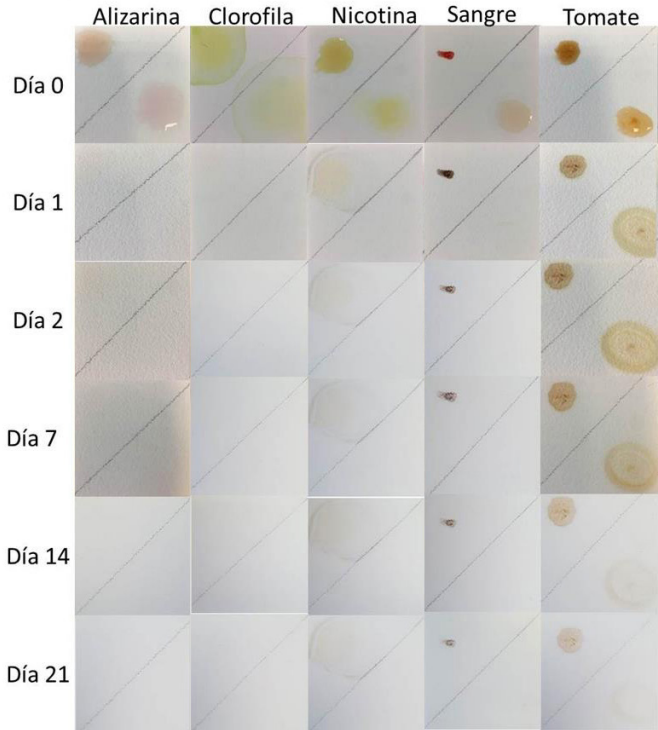 Alizarina Clorofila Nicotina Sangre Tomate
Día 0
Día 1
Día 2
Día 7
Día 14
Día 21